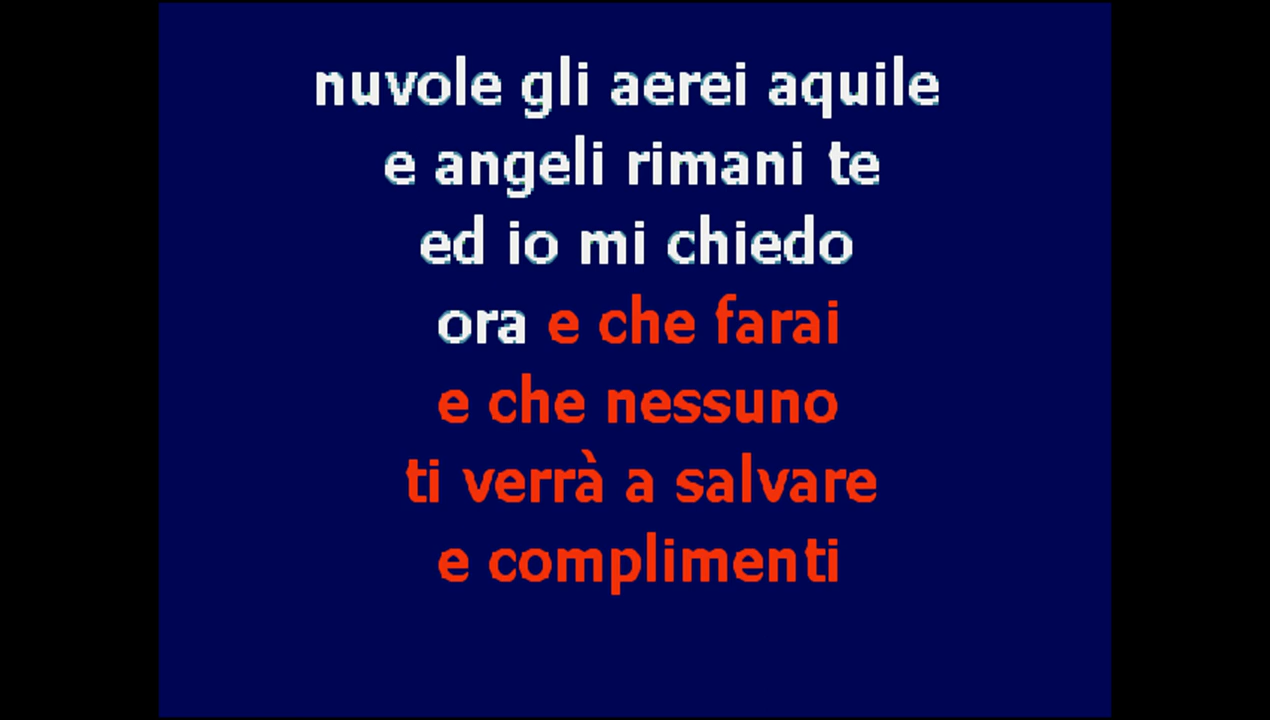 nuvole gli aerei aquile
e angeli rimani te
ed io mi chiedo
ora e che farai
e che nessuno
ti verrà a salvare
e complimenti